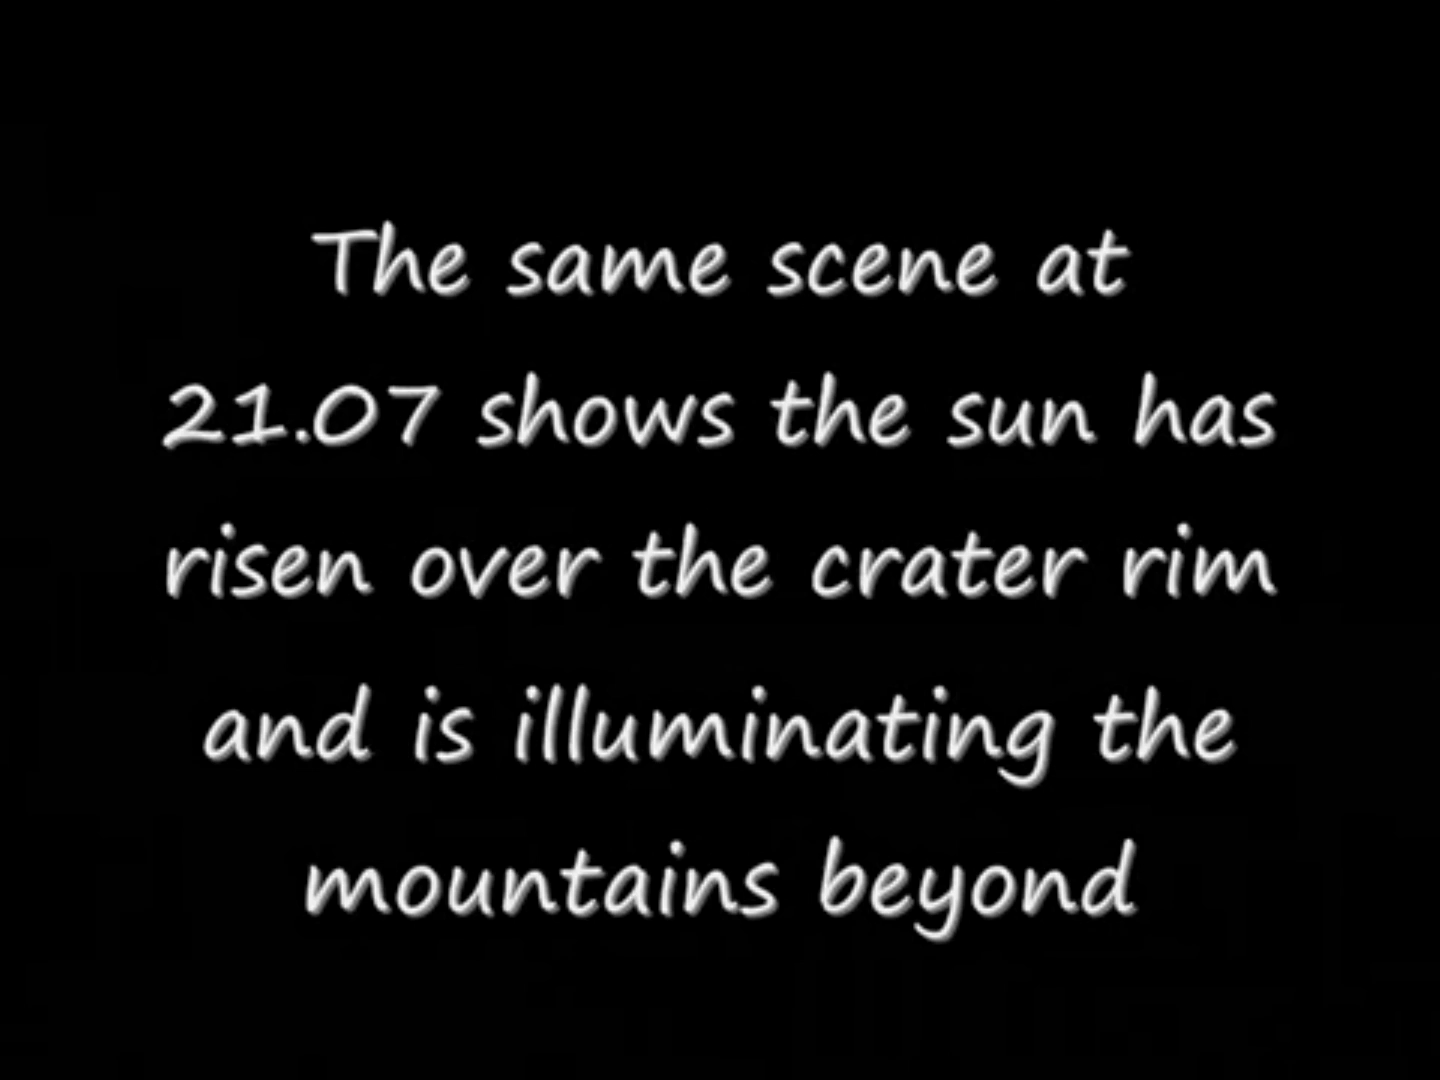 The same scene at
21.07 shows the sun has
risen over the crater rim
and is illuminating the
mountains beyond